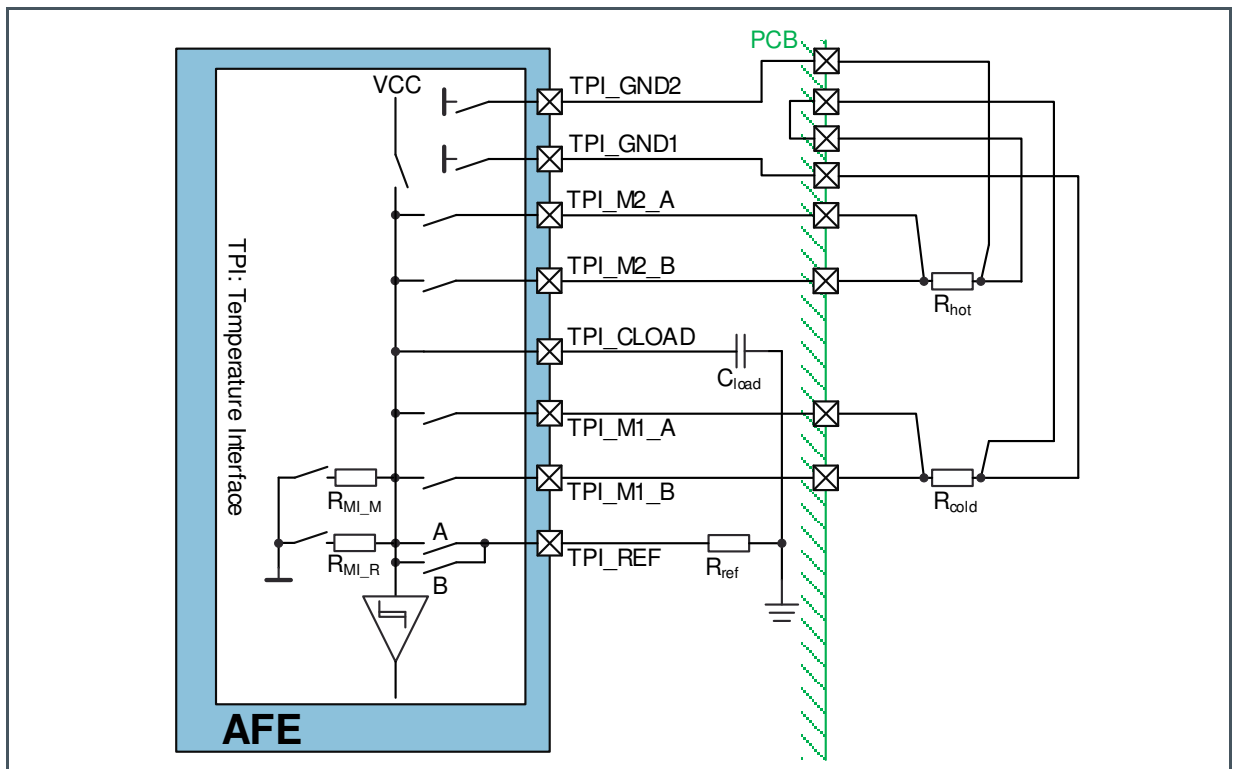 PCB
VCC
TPI_GND2
TPI_GND1
TPI_M2_A
TPI_M2_B
TPI: Temperature Interface
Rhot
TPI_CLOAD
Cload
TPI_M1_A
TPI_M1_B
RMI_M
Rcold
A
RMI_R
TPI_REF
Rref
B
AFE